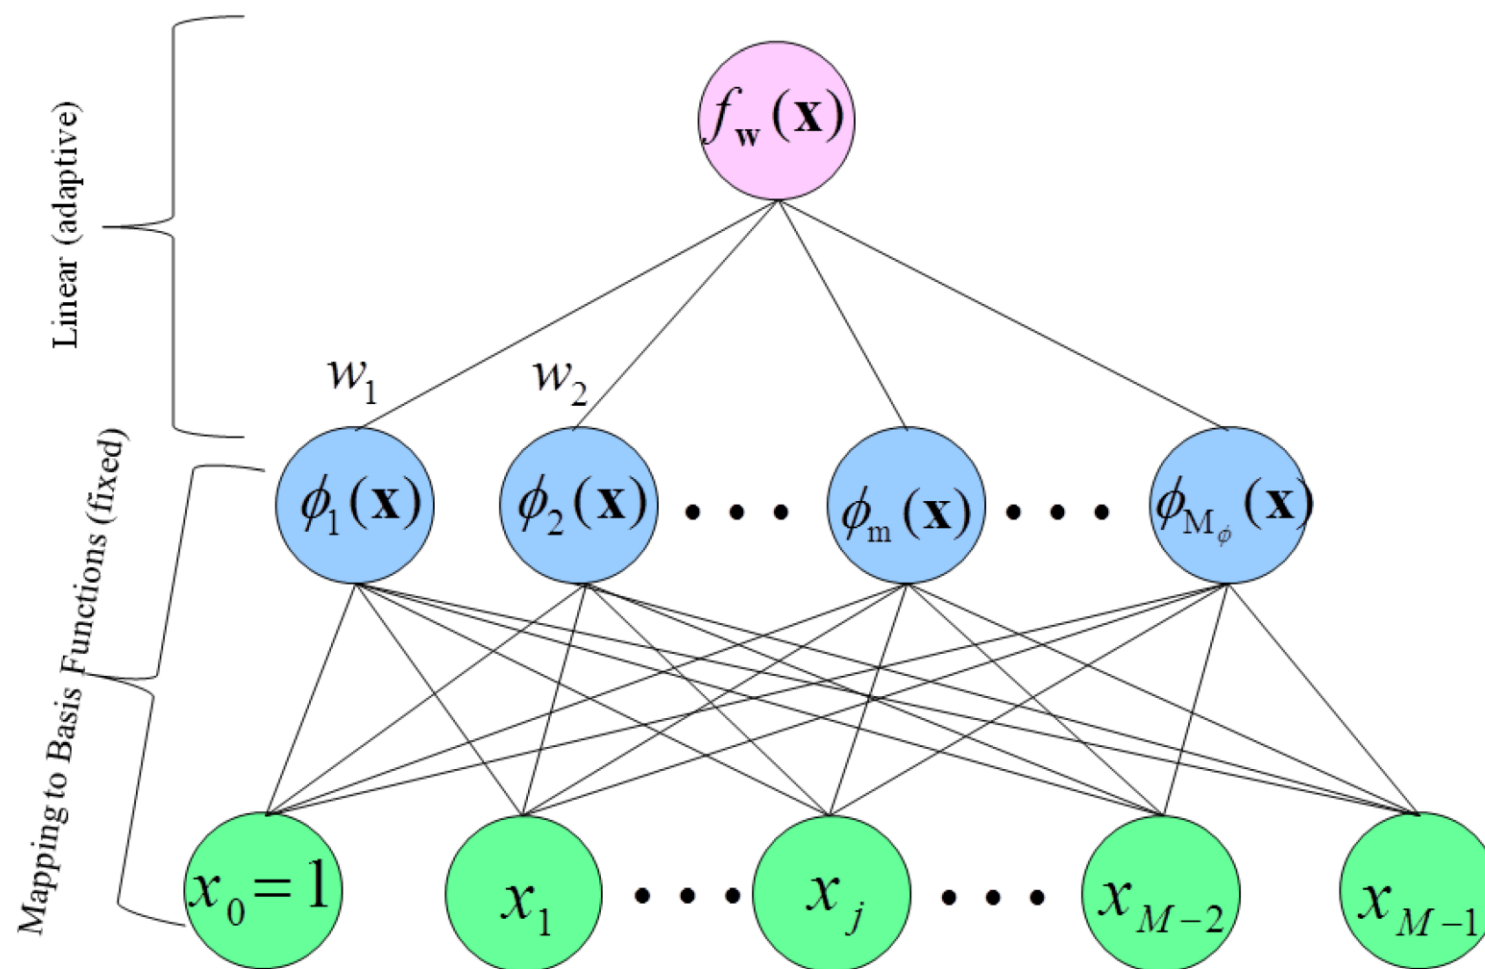 Linear (adaptive)
f_w(x)
w_1
w_2
Mapping to Basis Functions (fixed)
ϕ_1(x)
ϕ_2(x)
• • •
ϕ_m(x)
• • •
ϕ_{M_ϕ}(x)
x_0 = 1
x_1
• • •
x_j
• • •
x_{M−2}
x_{M−1}